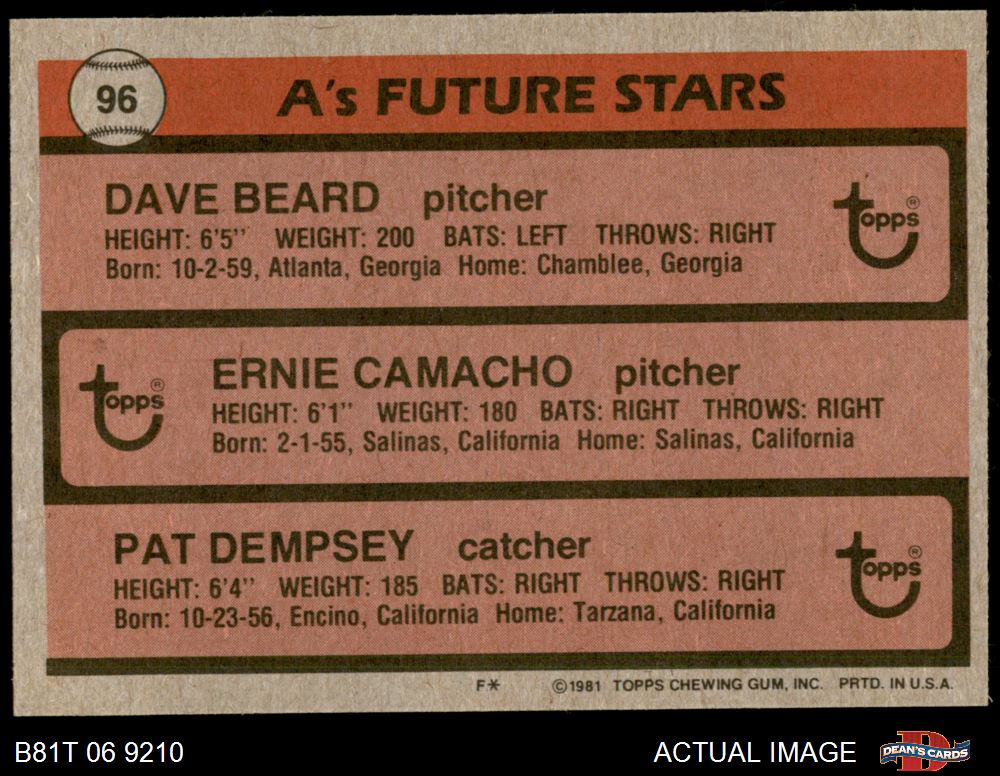 96
A's FUTURE STARS
DAVE BEARD pitcher
HEIGHT: 6'5" WEIGHT: 200 BATS: LEFT THROWS: RIGHT
Born: 10-2-59, Atlanta, Georgia Home: Chamblee, Georgia
topps®
ERNIE CAMACHO pitcher
HEIGHT: 6'1" WEIGHT: 180 BATS: RIGHT THROWS: RIGHT
Born: 2-1-55, Salinas, California Home: Salinas, California
topps®
PAT DEMPSEY catcher
HEIGHT: 6'4" WEIGHT: 185 BATS: RIGHT THROWS: RIGHT
Born: 10-23-56, Encino, California Home: Tarzana, California
topps®
F* ©1981 TOPPS CHEWING GUM, INC. PRTD. IN U.S.A.
B81T 06 9210 ACTUAL IMAGE DEAN'S CARDS